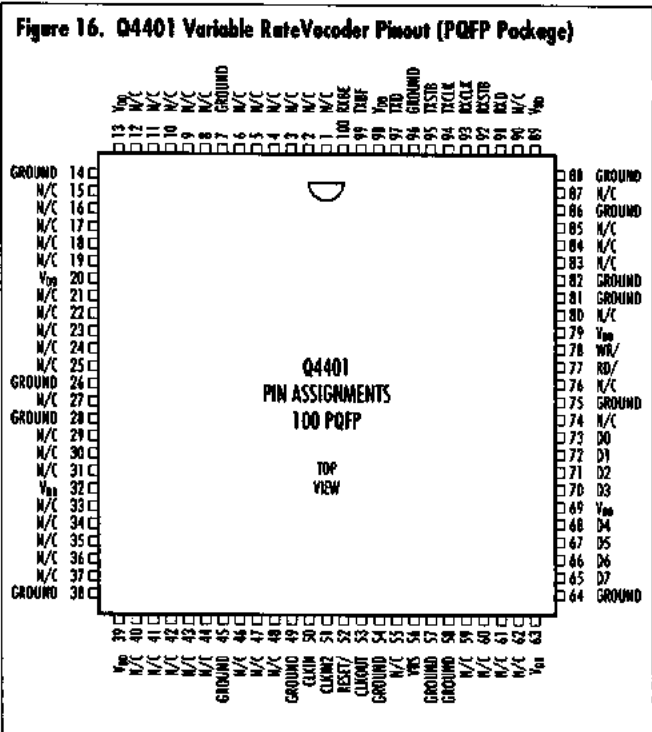 Figure 16. Q4401 Variable RateVocoder Pinout (PQFP Package)
13 VDD
12 N/C
11 N/C
10 N/C
9 N/C
8 N/C
7 GROUND
6 N/C
5 N/C
4 N/C
3 N/C
2 N/C
1 N/C
100 RXBE
99 TXBF
98 VDD
97 TXD
96 GROUND
95 TXSTB
94 TXCLK
93 RXCLK
92 RXSTB
91 RXD
90 N/C
89 VDD
GROUND 14
N/C 15
N/C 16
N/C 17
N/C 18
N/C 19
VDD 20
N/C 21
N/C 22
N/C 23
N/C 24
N/C 25
GROUND 26
N/C 27
GROUND 28
N/C 29
N/C 30
N/C 31
VDD 32
N/C 33
N/C 34
N/C 35
N/C 36
N/C 37
GROUND 38
Q4401
PIN ASSIGNMENTS
100 PQFP
TOP
VIEW
88 GROUND
87 N/C
86 GROUND
85 N/C
84 N/C
83 N/C
82 GROUND
81 GROUND
80 N/C
79 VDD
78 WR/
77 RD/
76 N/C
75 GROUND
74 N/C
73 D0
72 D1
71 D2
70 D3
69 VDD
68 D4
67 D5
66 D6
65 D7
64 GROUND
39 VDD
40 N/C
41 N/C
42 N/C
43 N/C
44 N/C
45 GROUND
46 N/C
47 N/C
48 N/C
49 GROUND
50 CLKIN
51 CLKIN2
52 RESET/
53 CLKOUT
54 GROUND
55 N/C
56 VRS
57 GROUND
58 GROUND
59 N/C
60 N/C
61 N/C
62 N/C
63 VDD